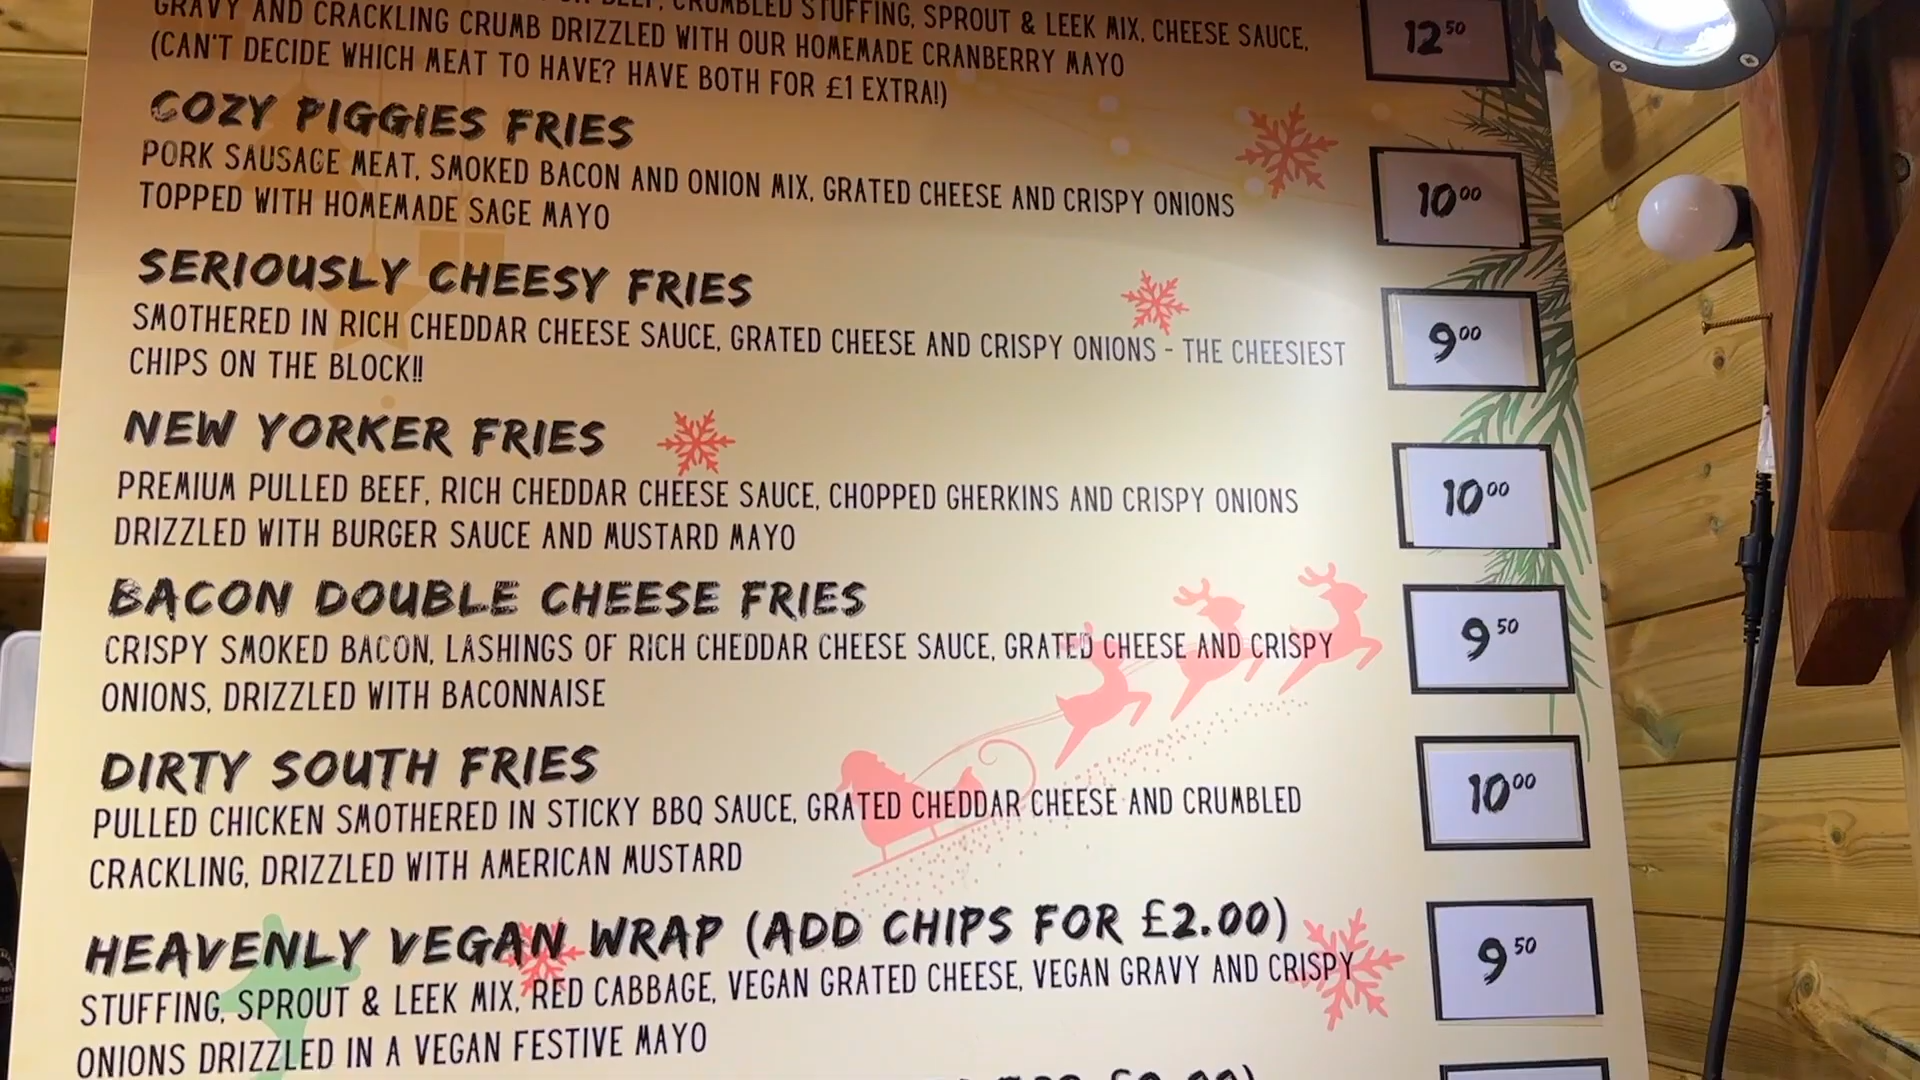 BEEF, CRUMBLED STUFFING, SPROUT & LEEK MIX, CHEESE SAUCE,
GRAVY AND CRACKLING CRUMB DRIZZLED WITH OUR HOMEMADE CRANBERRY MAYO
(CAN'T DECIDE WHICH MEAT TO HAVE? HAVE BOTH FOR £1 EXTRA!)
12 50
COZY PIGGIES FRIES
PORK SAUSAGE MEAT, SMOKED BACON AND ONION MIX, GRATED CHEESE AND CRISPY ONIONS
TOPPED WITH HOMEMADE SAGE MAYO
10 00
SERIOUSLY CHEESY FRIES
SMOTHERED IN RICH CHEDDAR CHEESE SAUCE, GRATED CHEESE AND CRISPY ONIONS - THE CHEESIEST
CHIPS ON THE BLOCK!!
9 00
NEW YORKER FRIES
PREMIUM PULLED BEEF, RICH CHEDDAR CHEESE SAUCE, CHOPPED GHERKINS AND CRISPY ONIONS
DRIZZLED WITH BURGER SAUCE AND MUSTARD MAYO
10 00
BACON DOUBLE CHEESE FRIES
CRISPY SMOKED BACON, LASHINGS OF RICH CHEDDAR CHEESE SAUCE, GRATED CHEESE AND CRISPY
ONIONS, DRIZZLED WITH BACONNAISE
9 50
DIRTY SOUTH FRIES
PULLED CHICKEN SMOTHERED IN STICKY BBQ SAUCE, GRATED CHEDDAR CHEESE AND CRUMBLED
CRACKLING, DRIZZLED WITH AMERICAN MUSTARD
10 00
HEAVENLY VEGAN WRAP (ADD CHIPS FOR £2.00)
STUFFING, SPROUT & LEEK MIX, RED CABBAGE, VEGAN GRATED CHEESE, VEGAN GRAVY AND CRISPY
ONIONS DRIZZLED IN A VEGAN FESTIVE MAYO
9 50